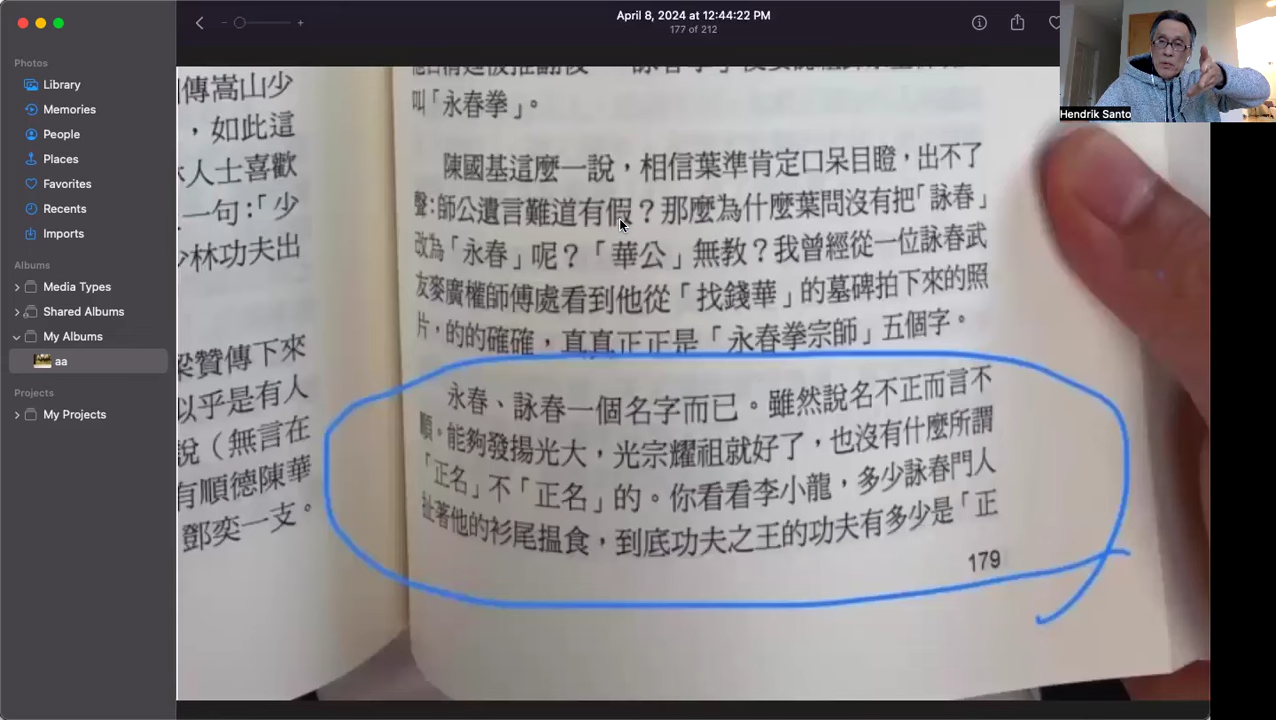 Photos
Library
Memories
People
Places
Favorites
Recents
Imports
Albums
Media Types
Shared Albums
My Albums
aa
Projects
My Projects
April 8, 2024 at 12:44:22 PM
177 of 212
Hendrik Santo
傳嵩山少
，如此這
人士喜歡
一句：「少
林功夫出
梁贊傳下來
以乎是有人
說（無言在
有順德陳華
鄧奕一支。
叫「永春拳」。
陳國基這麼一說，相信葉準肯定口呆目瞪，出不了
聲：師公遺言難道有假？那麼為什麼葉問沒有把「詠春」
改為「永春」呢？「華公」無教？我曾經從一位詠春武
友麥廣權師傅處看到他從「找錢華」的墓碑拍下來的照
片，的的確確，真真正正是「永春拳宗師」五個字。
永春、詠春一個名字而已。雖然說名不正而言不
順。能夠發揚光大，光宗耀祖就好了，也沒有什麼所謂
「正名」不「正名」的。你看看李小龍，多少詠春門人
扯著他的衫尾搵食，到底功夫之王的功夫有多少是「正
179